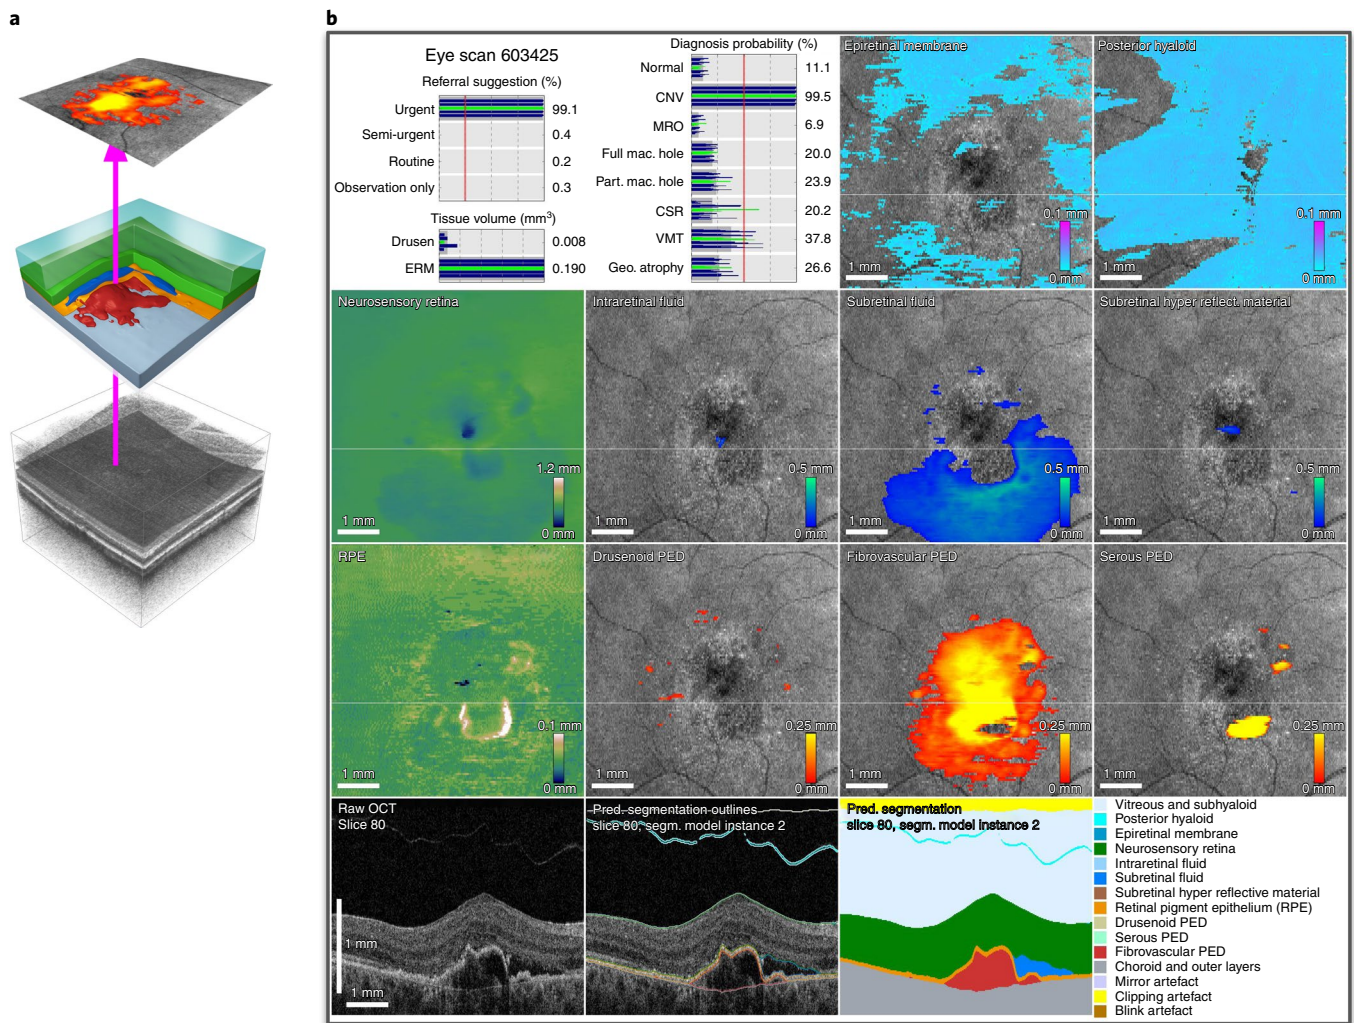 a
b
Eye scan 603425
Referral suggestion (%)
Urgent 99.1
Semi-urgent 0.4
Routine 0.2
Observation only 0.3
Tissue volume (mm³)
Drusen 0.008
ERM 0.190
Diagnosis probability (%)
Normal 11.1
CNV 99.5
MRO 6.9
Full mac. hole 20.0
Part. mac. hole 23.9
CSR 20.2
VMT 37.8
Geo. atrophy 26.6
Epiretinal membrane
0.1 mm
1 mm
0 mm
Posterior hyaloid
0.1 mm
1 mm
0 mm
Neurosensory retina
1.2 mm
1 mm
0 mm
Intraretinal fluid
0.5 mm
1 mm
0 mm
Subretinal fluid
0.5 mm
1 mm
0 mm
Subretinal hyper reflect. material
0.5 mm
1 mm
0 mm
RPE
0.1 mm
1 mm
0 mm
Drusenoid PED
0.25 mm
1 mm
0 mm
Fibrovascular PED
0.25 mm
1 mm
0 mm
Serous PED
0.25 mm
1 mm
0 mm
Raw OCT
Slice 80
1 mm
1 mm
Pred. segmentation outlines
slice 80, segm. model instance 2
Pred. segmentation
slice 80, segm. model instance 2
Vitreous and subhyaloid
Posterior hyaloid
Epiretinal membrane
Neurosensory retina
Intraretinal fluid
Subretinal fluid
Subretinal hyper reflective material
Retinal pigment epithelium (RPE)
Drusenoid PED
Serous PED
Fibrovascular PED
Choroid and outer layers
Mirror artefact
Clipping artefact
Blink artefact